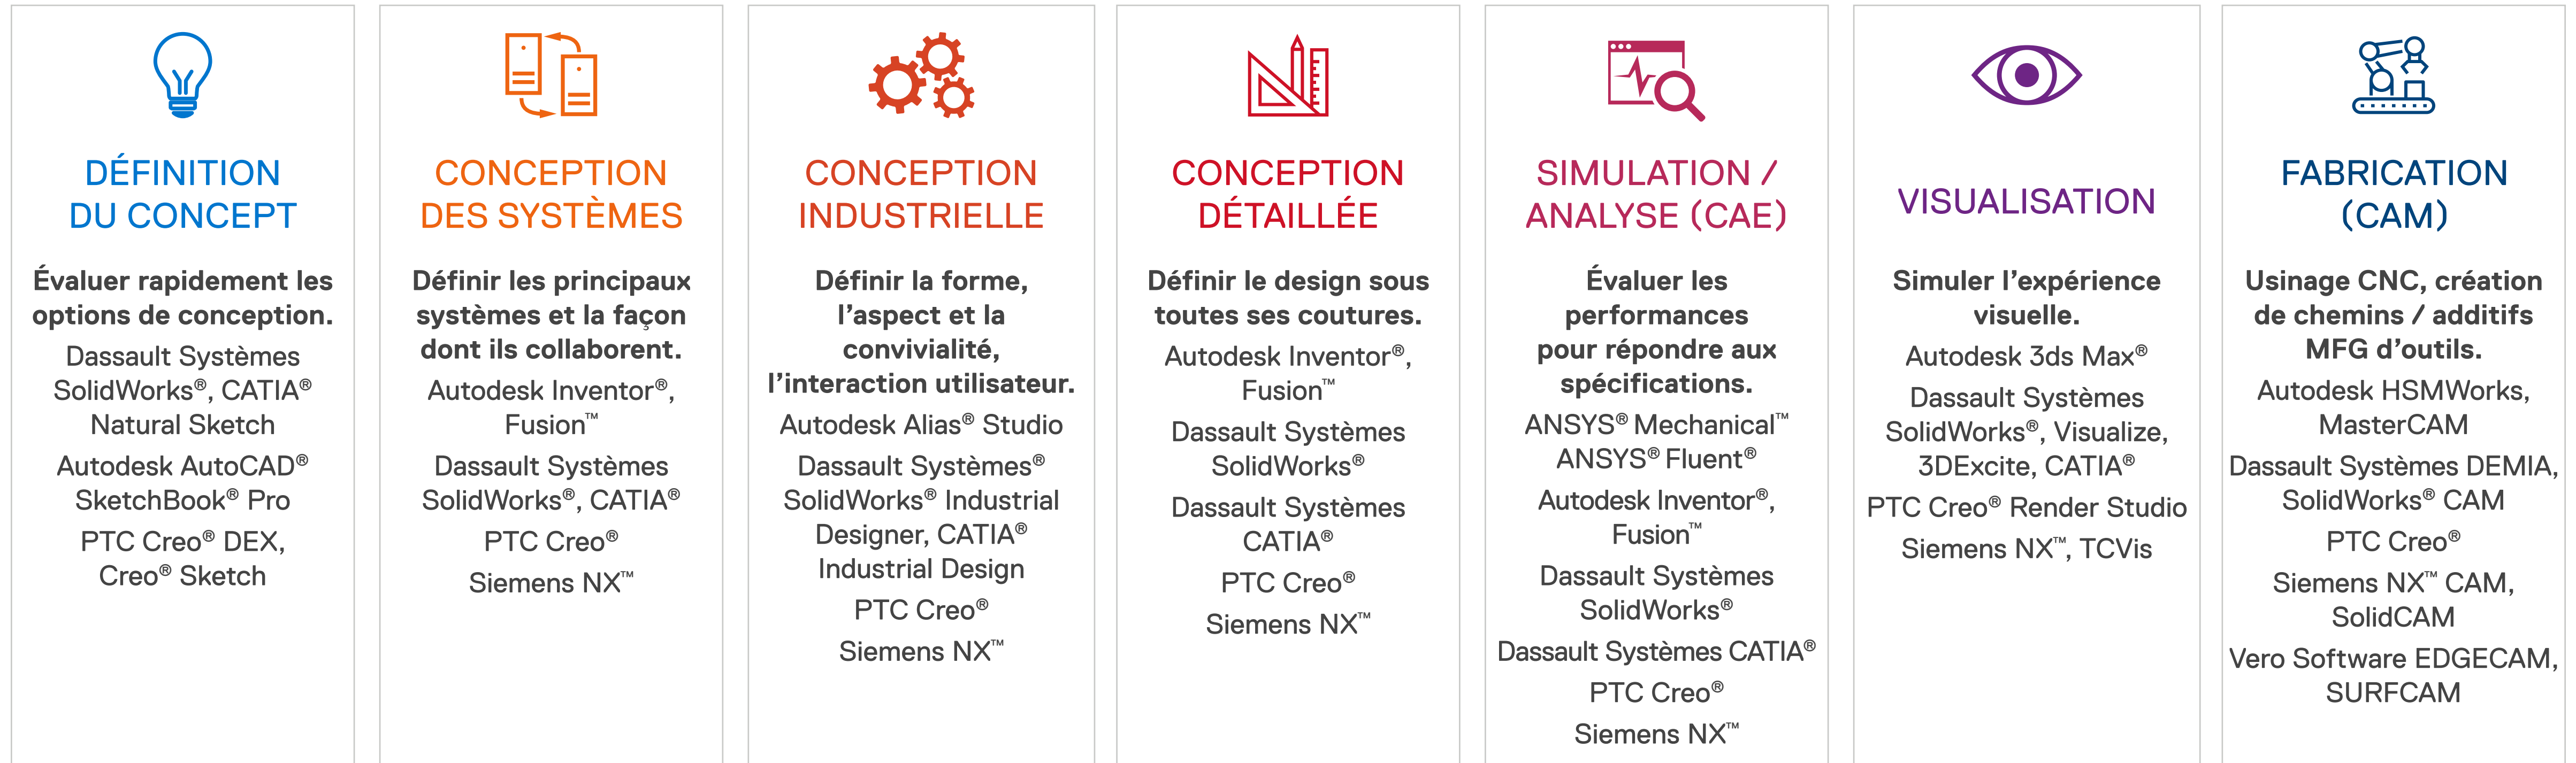 DÉFINITION
DU CONCEPT
Évaluer rapidement les
options de conception.
Dassault Systèmes
SolidWorks®, CATIA®
Natural Sketch
Autodesk AutoCAD®
SketchBook® Pro
PTC Creo® DEX,
Creo® Sketch
CONCEPTION
DES SYSTÈMES
Définir les principaux
systèmes et la façon
dont ils collaborent.
Autodesk Inventor®,
Fusion™
Dassault Systèmes
SolidWorks®, CATIA®
PTC Creo®
Siemens NX™
CONCEPTION
INDUSTRIELLE
Définir la forme,
l’aspect et la
convivialité,
l’interaction utilisateur.
Autodesk Alias® Studio
Dassault Systèmes®
SolidWorks® Industrial
Designer, CATIA®
Industrial Design
PTC Creo®
Siemens NX™
CONCEPTION
DÉTAILLÉE
Définir le design sous
toutes ses coutures.
Autodesk Inventor®,
Fusion™
Dassault Systèmes
SolidWorks®
Dassault Systèmes
CATIA®
PTC Creo®
Siemens NX™
SIMULATION /
ANALYSE (CAE)
Évaluer les
performances
pour répondre aux
spécifications.
ANSYS® Mechanical™
ANSYS® Fluent®
Autodesk Inventor®,
Fusion™
Dassault Systèmes
SolidWorks®
Dassault Systèmes CATIA®
PTC Creo®
Siemens NX™
VISUALISATION
Simuler l’expérience
visuelle.
Autodesk 3ds Max®
Dassault Systèmes
SolidWorks®, Visualize,
3DExcite, CATIA®
PTC Creo® Render Studio
Siemens NX™, TCVis
FABRICATION
(CAM)
Usinage CNC, création
de chemins / additifs
MFG d’outils.
Autodesk HSMWorks,
MasterCAM
Dassault Systèmes DEMIA,
SolidWorks® CAM
PTC Creo®
Siemens NX™ CAM,
SolidCAM
Vero Software EDGECAM,
SURFCAM